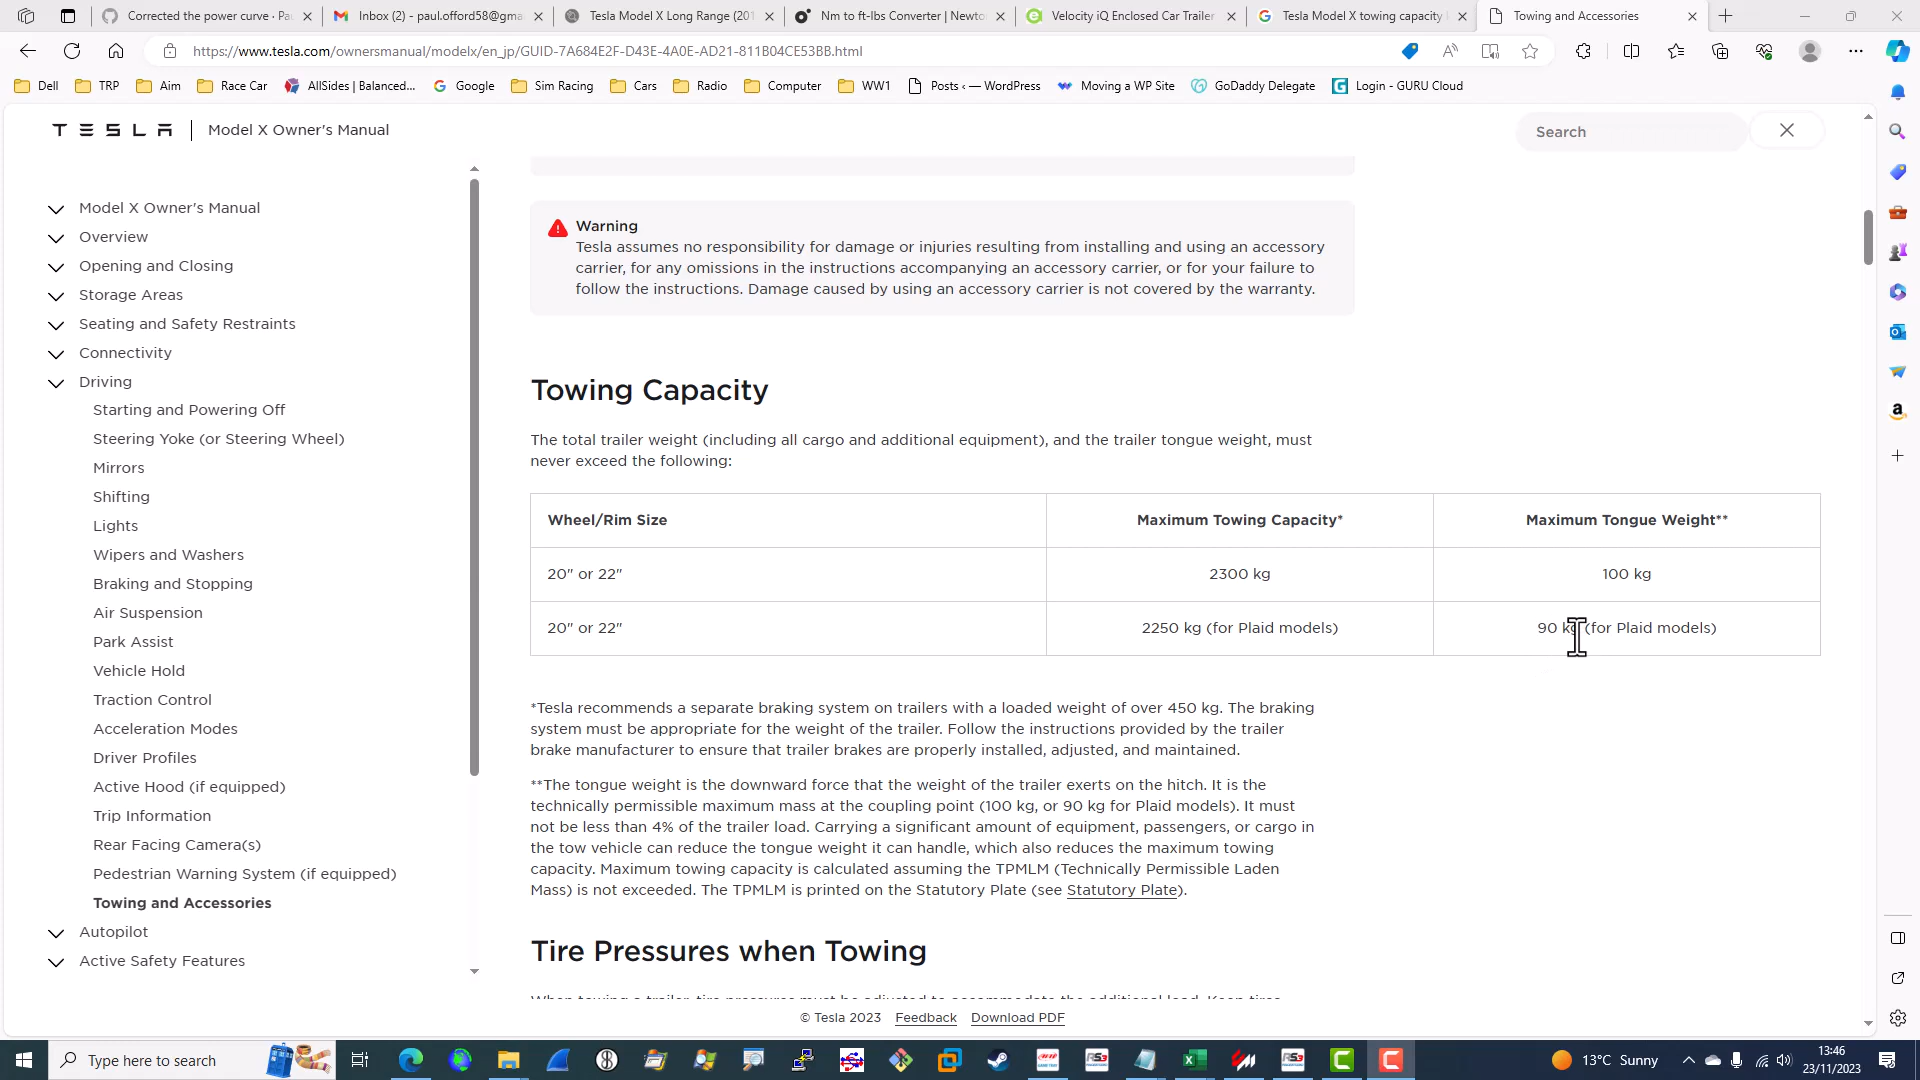 Corrected the power curve · Pau
Inbox (2) - paul.offord58@gma
Tesla Model X Long Range (201
Nm to ft-lbs Converter | Newto
Velocity iQ Enclosed Car Trailer
Tesla Model X towing capacity
Towing and Accessories
https://www.tesla.com/ownersmanual/modelx/en_jp/GUID-7A684E2F-D43E-4A0E-AD21-811B04CE53BB.html
Dell
TRP
Aim
Race Car
AllSides | Balanced...
Google
Sim Racing
Cars
Radio
Computer
WW1
Posts ‹ — WordPress
Moving a WP Site
GoDaddy Delegate
Login - GURU Cloud
TESLA
Model X Owner's Manual
Search
Model X Owner's Manual
Overview
Opening and Closing
Storage Areas
Seating and Safety Restraints
Connectivity
Driving
Starting and Powering Off
Steering Yoke (or Steering Wheel)
Mirrors
Shifting
Lights
Wipers and Washers
Braking and Stopping
Air Suspension
Park Assist
Vehicle Hold
Traction Control
Acceleration Modes
Driver Profiles
Active Hood (if equipped)
Trip Information
Rear Facing Camera(s)
Pedestrian Warning System (if equipped)
Towing and Accessories
Autopilot
Active Safety Features
Warning
Tesla assumes no responsibility for damage or injuries resulting from installing and using an accessory
carrier, for any omissions in the instructions accompanying an accessory carrier, or for your failure to
follow the instructions. Damage caused by using an accessory carrier is not covered by the warranty.
Towing Capacity
The total trailer weight (including all cargo and additional equipment), and the trailer tongue weight, must
never exceed the following:
Wheel/Rim Size Maximum Towing Capacity* Maximum Tongue Weight**
20" or 22" 2300 kg 100 kg
20" or 22" 2250 kg (for Plaid models) 90 kg (for Plaid models)
*Tesla recommends a separate braking system on trailers with a loaded weight of over 450 kg. The braking
system must be appropriate for the weight of the trailer. Follow the instructions provided by the trailer
brake manufacturer to ensure that trailer brakes are properly installed, adjusted, and maintained.
**The tongue weight is the downward force that the weight of the trailer exerts on the hitch. It is the
technically permissible maximum mass at the coupling point (100 kg, or 90 kg for Plaid models). It must
not be less than 4% of the trailer load. Carrying a significant amount of equipment, passengers, or cargo in
the tow vehicle can reduce the tongue weight it can handle, which also reduces the maximum towing
capacity. Maximum towing capacity is calculated assuming the TPMLM (Technically Permissible Laden
Mass) is not exceeded. The TPMLM is printed on the Statutory Plate (see Statutory Plate).
Tire Pressures when Towing
When towing a trailer, tire pressures must be adjusted to accommodate the additional load. Keep tires
© Tesla 2023 Feedback Download PDF
Type here to search
13°C Sunny
13:46
23/11/2023